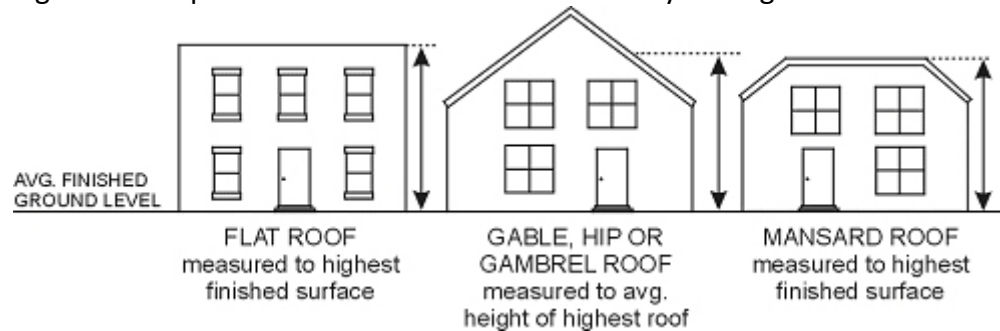 AVG. FINISHED
GROUND LEVEL
FLAT ROOF
measured to highest
finished surface
GABLE, HIP OR
GAMBREL ROOF
measured to avg.
height of highest roof
MANSARD ROOF
measured to highest
finished surface